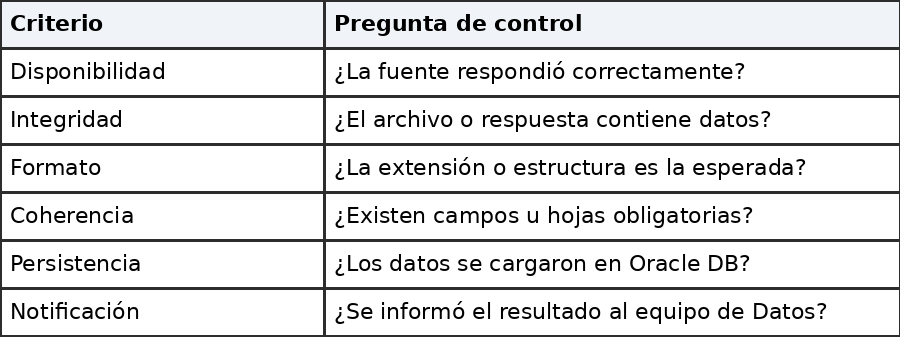 Criterio Pregunta de control
Disponibilidad ¿La fuente respondió correctamente?
Integridad ¿El archivo o respuesta contiene datos?
Formato ¿La extensión o estructura es la esperada?
Coherencia ¿Existen campos u hojas obligatorias?
Persistencia ¿Los datos se cargaron en Oracle DB?
Notificación ¿Se informó el resultado al equipo de Datos?